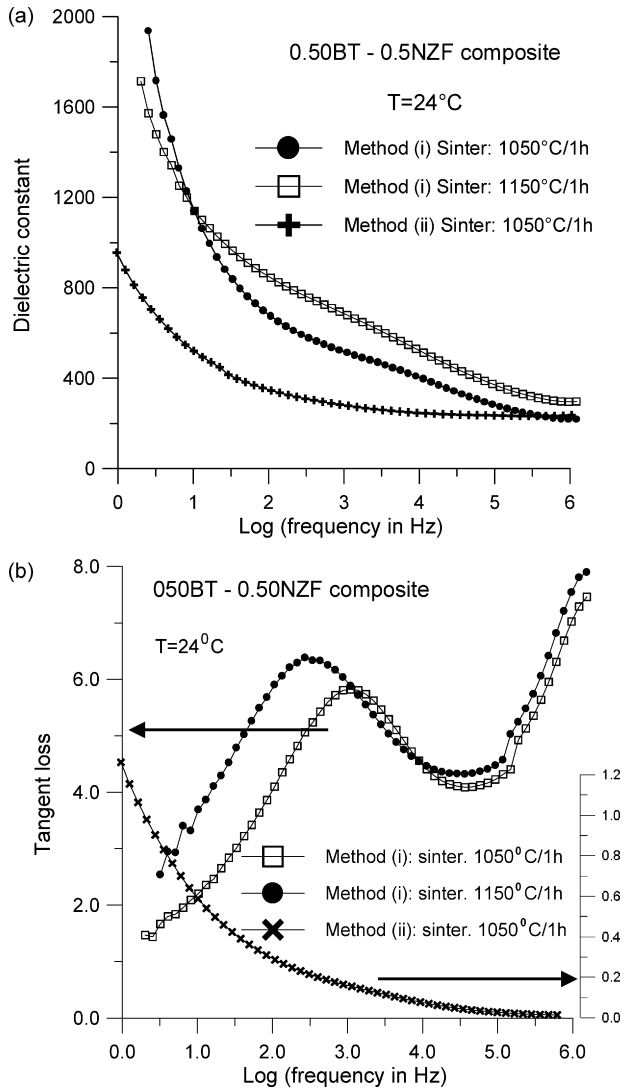 (a)
2000
1600
1200
800
400
0
Dielectric constant
0.50BT - 0.5NZF composite
T=24°C
Method (i) Sinter: 1050°C/1h
Method (i) Sinter: 1150°C/1h
Method (ii) Sinter: 1050°C/1h
0 1 2 3 4 5 6
Log (frequency in Hz)
(b)
8.0
6.0
4.0
2.0
0.0
Tangent loss
050BT - 0.50NZF composite
T=24⁰C
1.2
1.0
0.8
0.6
0.4
0.2
0.0
Method (i): sinter. 1050⁰C/1h
Method (i): sinter. 1150⁰C/1h
Method (ii): sinter. 1050⁰C/1h
0.0 1.0 2.0 3.0 4.0 5.0 6.0
Log (frequency in Hz)